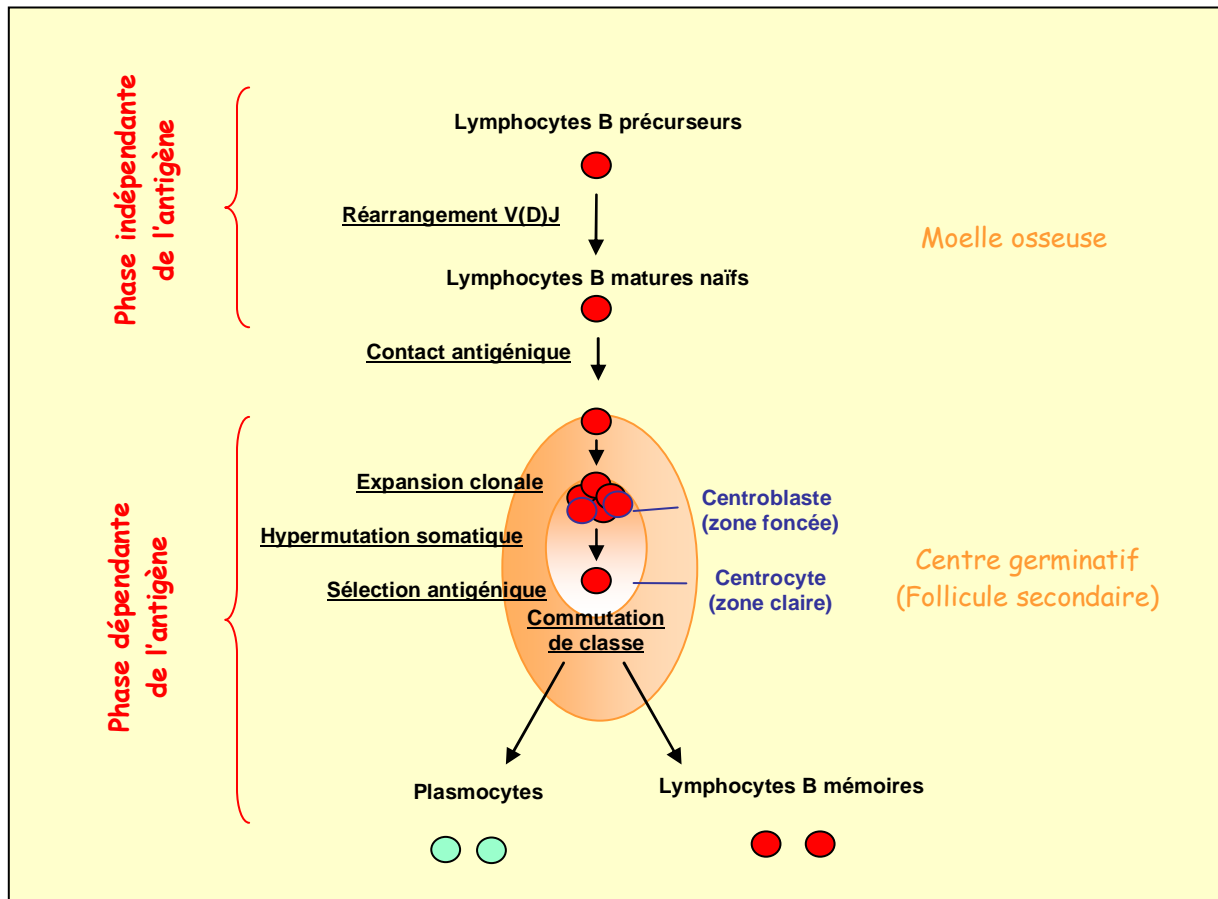 Phase indépendante
de l'antigène
Lymphocytes B précurseurs
Réarrangement V(D)J
Moelle osseuse
Lymphocytes B matures naïfs
Contact antigénique
Phase dépendante
de l'antigène
Expansion clonale
Centroblaste
(zone foncée)
Hypermutation somatique
Centre germinatif
(Follicule secondaire)
Sélection antigénique
Centrocyte
(zone claire)
Commutation
de classe
Plasmocytes
Lymphocytes B mémoires